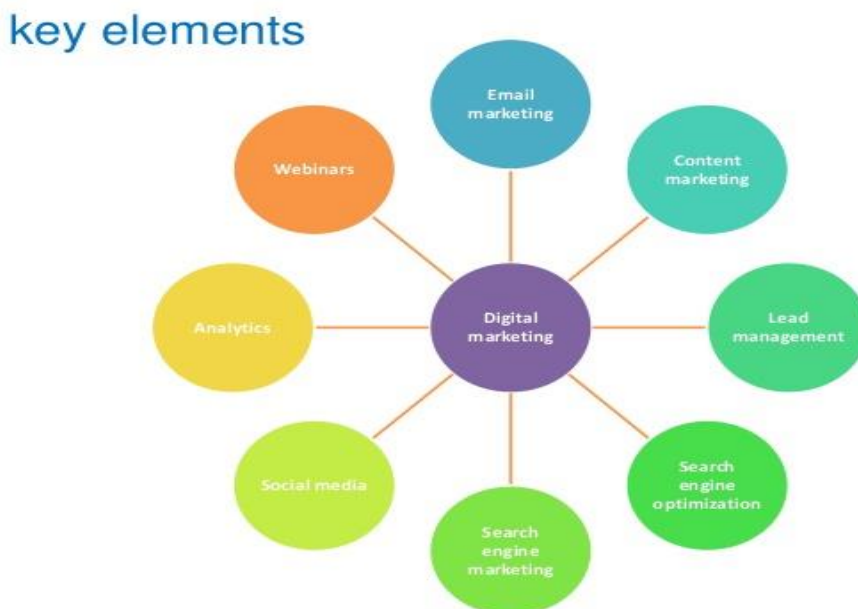 key elements
Email
marketing
Content
marketing
Lead
management
Search
engine
optimization
Search
engine
marketing
Social media
Analytics
Webinars
Digital
marketing